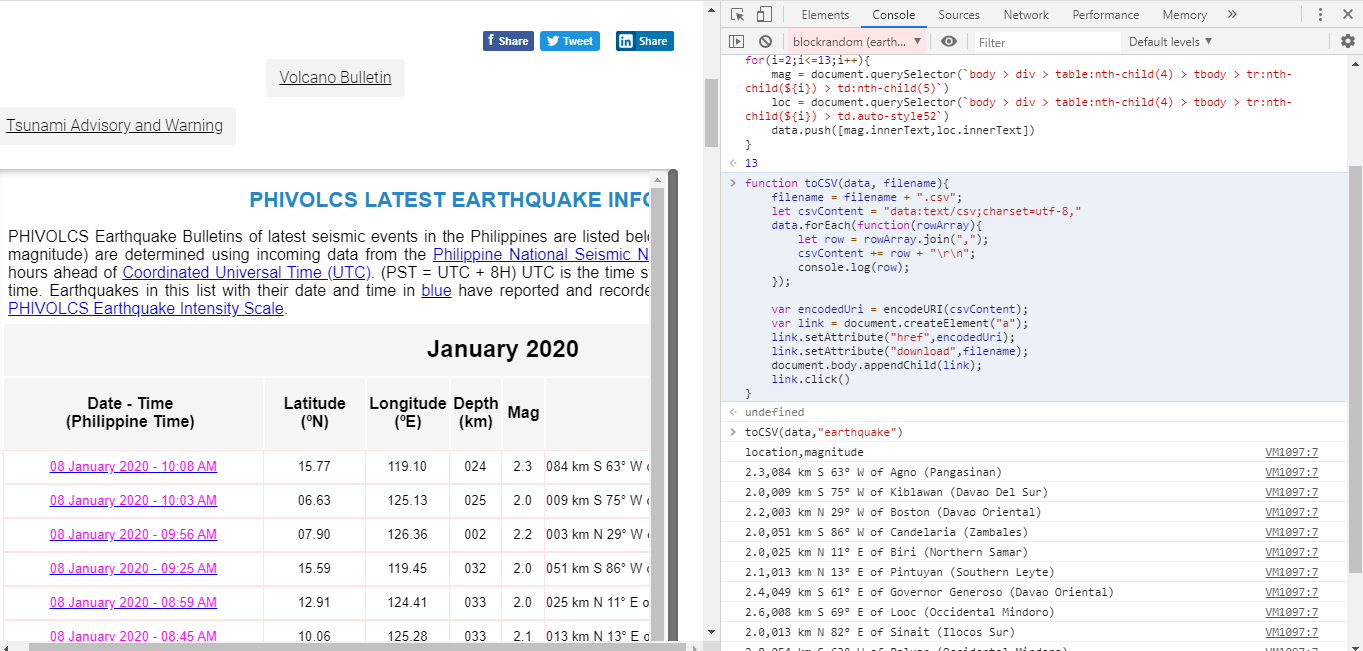 Share
Tweet
Share
Volcano Bulletin
Tsunami Advisory and Warning
PHIVOLCS LATEST EARTHQUAKE INFO
PHIVOLCS Earthquake Bulletins of latest seismic events in the Philippines are listed
magnitude) are determined using incoming data from the Philippine National Seismic N
hours ahead of Coordinated Universal Time (UTC). (PST = UTC + 8H) UTC is the time
time. Earthquakes in this list with their date and time in blue have reported and
PHIVOLCS Earthquake Intensity Scale.
January 2020
Date - Time Latitude Longitude Depth Mag
(Philippine Time) (ºN) (ºE) (km)
08 January 2020 - 10:08 AM 15.77 119.10 024 2.3 084 km S 63° W
08 January 2020 - 10:03 AM 06.63 125.13 025 2.0 009 km S 75° W
08 January 2020 - 09:56 AM 07.90 126.36 002 2.2 003 km N 29° W
08 January 2020 - 09:25 AM 15.59 119.45 032 2.0 051 km S 86° W
08 January 2020 - 08:59 AM 12.91 124.41 033 2.0 025 km N 11° E
08 January 2020 - 08:45 AM 10.06 125.28 033 2.1 013 km N 13° E
Elements Console Sources Network Performance Memory »
blockrandom (earth... ▼ Filter Default levels ▼
for(i=2;i<=13;i++){
mag = document.querySelector(`body > div > table:nth-child(4) > tbody > tr:nth-
child(${i}) > td:nth-child(5)`)
loc = document.querySelector(`body > div > table:nth-child(4) > tbody > tr:nth-
child(${i}) > td.auto-style52`)
data.push([mag.innerText,loc.innerText])
}
13
function toCSV(data, filename){
filename = filename + ".csv";
let csvContent = "data:text/csv;charset=utf-8,"
data.forEach(function(rowArray){
let row = rowArray.join(",");
csvContent += row + "\r\n";
console.log(row);
});
var encodedUri = encodeURI(csvContent);
var link = document.createElement("a");
link.setAttribute("href",encodedUri);
link.setAttribute("download",filename);
document.body.appendChild(link);
link.click()
}
undefined
toCSV(data,"earthquake")
location,magnitude VM1097:7
2.3,084 km S 63° W of Agno (Pangasinan) VM1097:7
2.0,009 km S 75° W of Kiblawan (Davao Del Sur) VM1097:7
2.2,003 km N 29° W of Boston (Davao Oriental) VM1097:7
2.0,051 km S 86° W of Candelaria (Zambales) VM1097:7
2.0,025 km N 11° E of Biri (Northern Samar) VM1097:7
2.1,013 km N 13° E of Pintuyan (Southern Leyte) VM1097:7
2.4,049 km S 61° E of Governor Generoso (Davao Oriental) VM1097:7
2.6,008 km S 69° E of Looc (Occidental Mindoro) VM1097:7
2.0,013 km N 82° E of Sinait (Ilocos Sur) VM1097:7